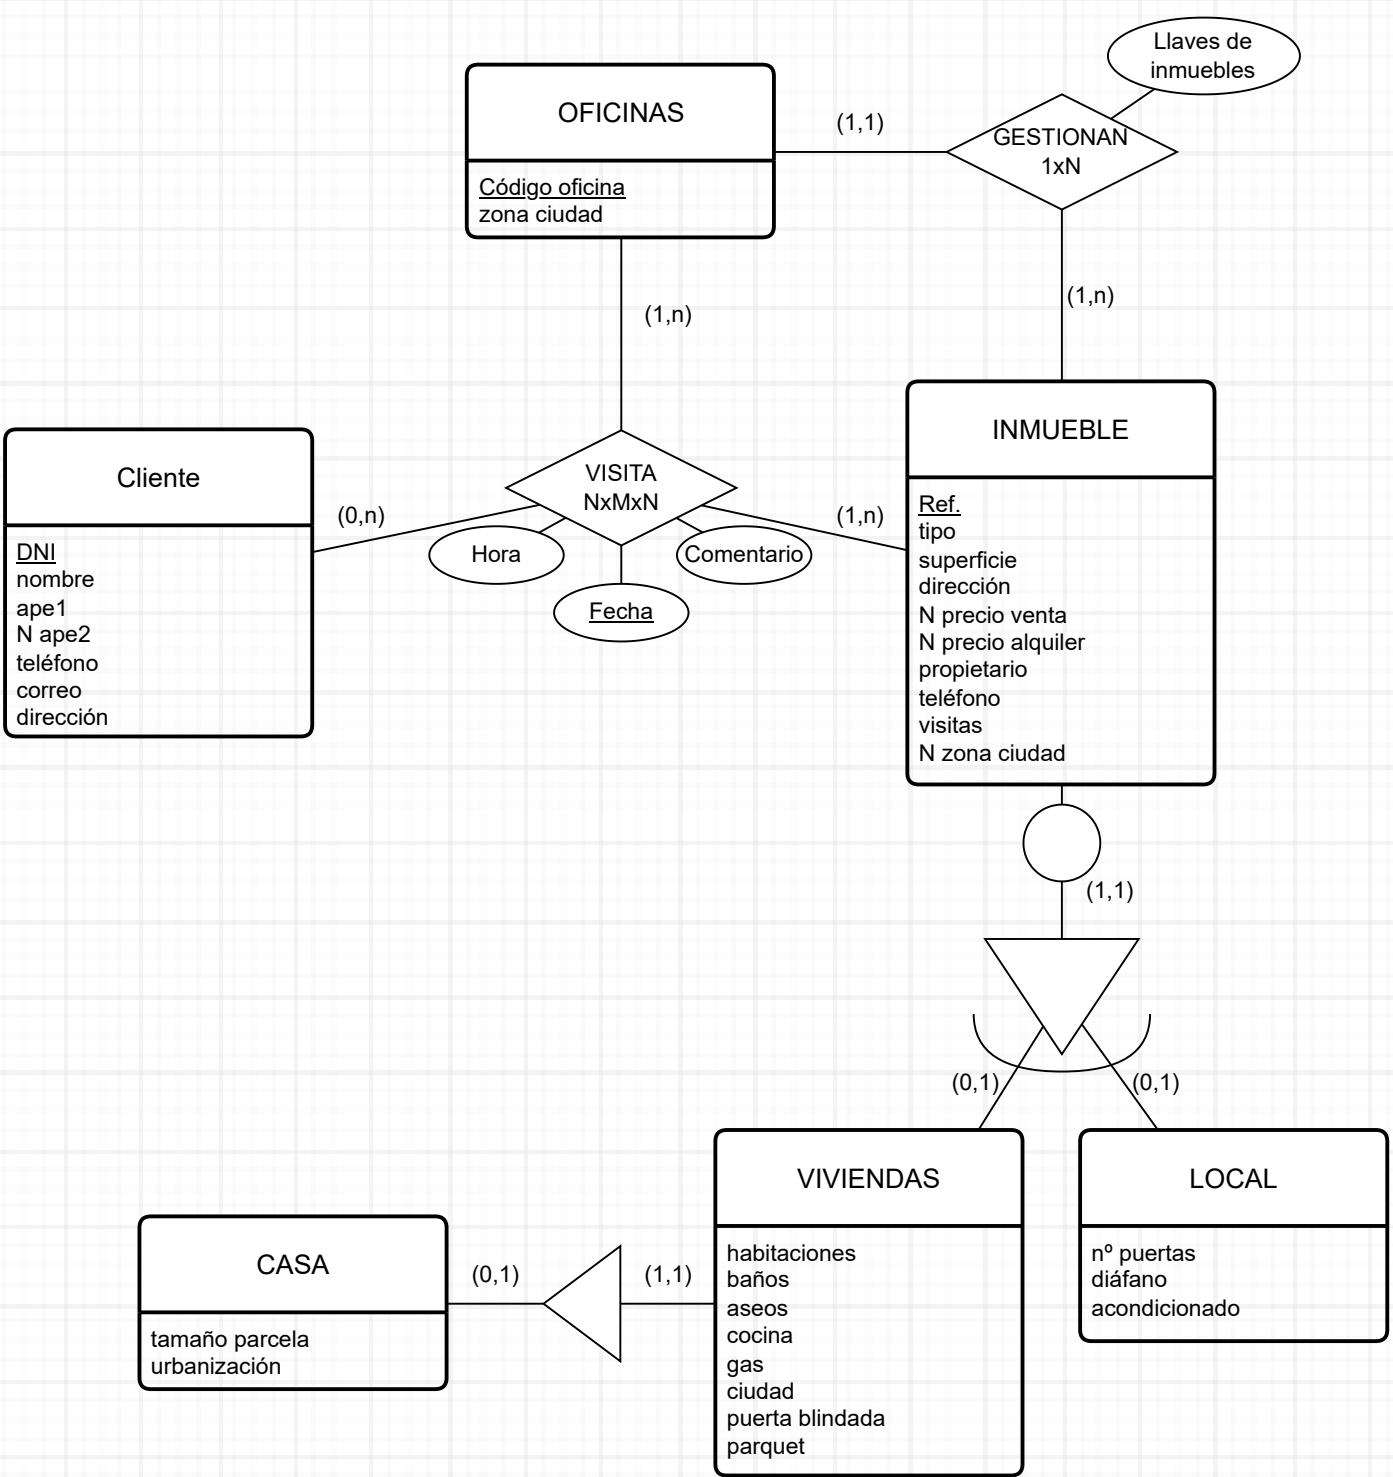 Llaves de
inmuebles
OFICINAS
Código oficina
zona ciudad
(1,1)
GESTIONAN
1xN
(1,n)
(1,n)
INMUEBLE
Ref.
tipo
superficie
dirección
N precio venta
N precio alquiler
propietario
teléfono
visitas
N zona ciudad
Cliente
DNI
nombre
ape1
N ape2
teléfono
correo
dirección
(0,n)
VISITA
NxMxN
(1,n)
Hora
Fecha
Comentario
(1,1)
(0,1)
(0,1)
VIVIENDAS
habitaciones
baños
aseos
cocina
gas
ciudad
puerta blindada
parquet
LOCAL
nº puertas
diáfano
acondicionado
CASA
tamaño parcela
urbanización
(0,1)
(1,1)